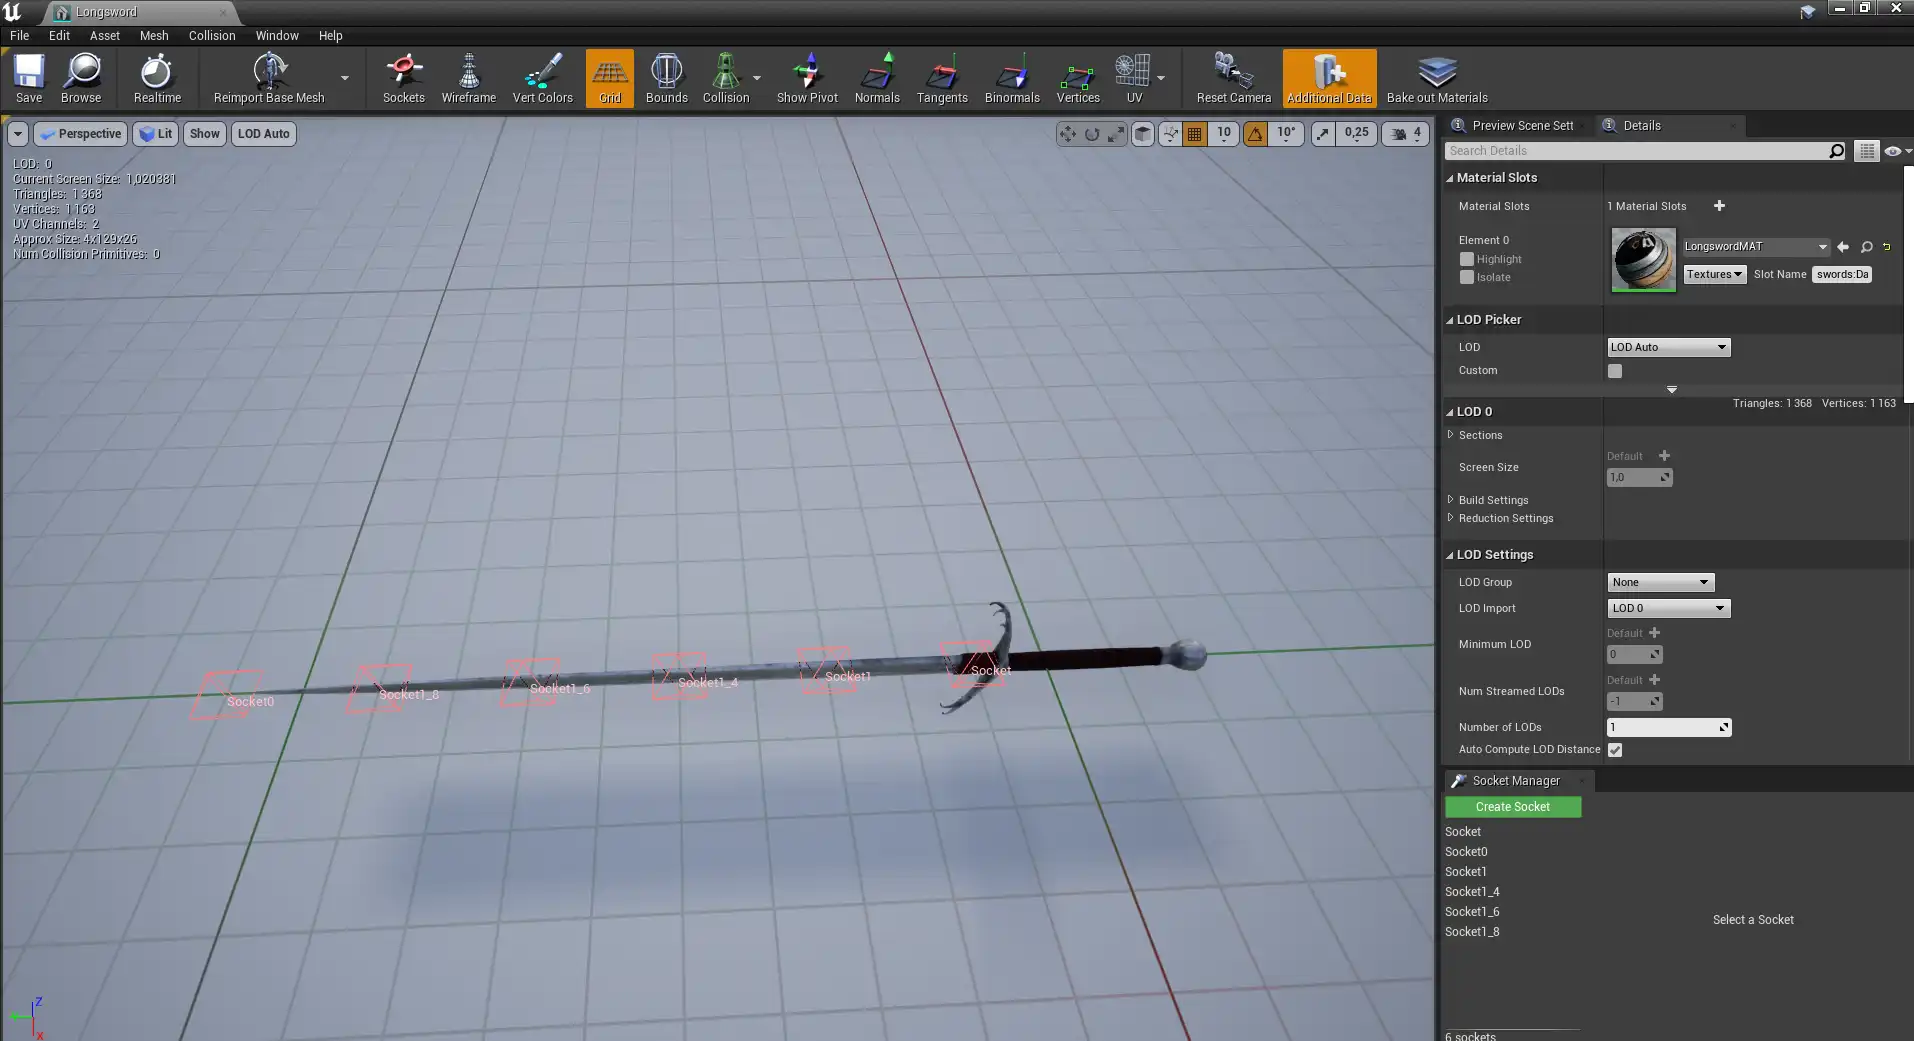 Longsword
File Edit Asset Mesh Collision Window Help
Save Browse Realtime Reimport Base Mesh Sockets Wireframe Vert Colors Grid Bounds Collision Show Pivot Normals Tangents Binormals Vertices UV Reset Camera Additional Data Bake out Materials
Perspective Lit Show LOD Auto 10 10° 0,25 4
LOD: 0
Current Screen Size: 1,020381
Triangles: 1 368
Vertices: 1 163
UV Channels: 2
Approx Size: 4x129x26
Num Collision Primitives: 0
Socket0
Socket1_8
Socket1_6
Socket1_4
Socket1
Socket
Z
X
Preview Scene Sett Details
Search Details
Material Slots
Material Slots 1 Material Slots
Element 0
Highlight
Isolate
LongswordMAT
Textures Slot Name swords:Da
LOD Picker
LOD LOD Auto
Custom
Triangles: 1 368 Vertices: 1 163
LOD 0
Sections
Screen Size Default
1,0
Build Settings
Reduction Settings
LOD Settings
LOD Group None
LOD Import LOD 0
Minimum LOD Default
0
Num Streamed LODs Default
-1
Number of LODs 1
Auto Compute LOD Distance
Socket Manager
Create Socket
Socket
Socket0
Socket1
Socket1_4
Socket1_6
Socket1_8
Select a Socket
6 sockets